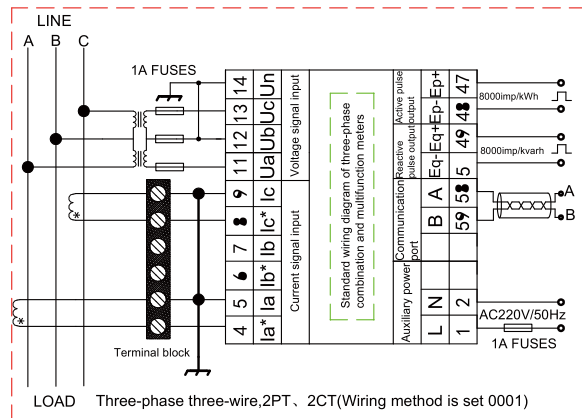 LINE
A B C
1A FUSES
14 Un
13 Uc
12 Ub
11 Ua
Voltage signal input
9 Ic
8 Ic*
7 Ib
6 Ib*
5 Ia
4 Ia*
Current signal input
Terminal block
Standard wiring diagram of three-phase
combination and multifunction meters
Active pulse
output
Ep+ 47
Ep- 48
8000imp/kWh
Reactive
pulse output
Eq+ 49
Eq- 5
8000imp/kvarh
Communication
port
A 58
B 59
A
B
Auxiliary power
N 2
L 1
AC220V/50Hz
1A FUSES
LOAD
Three-phase three-wire,2PT、2CT(Wiring method is set 0001)